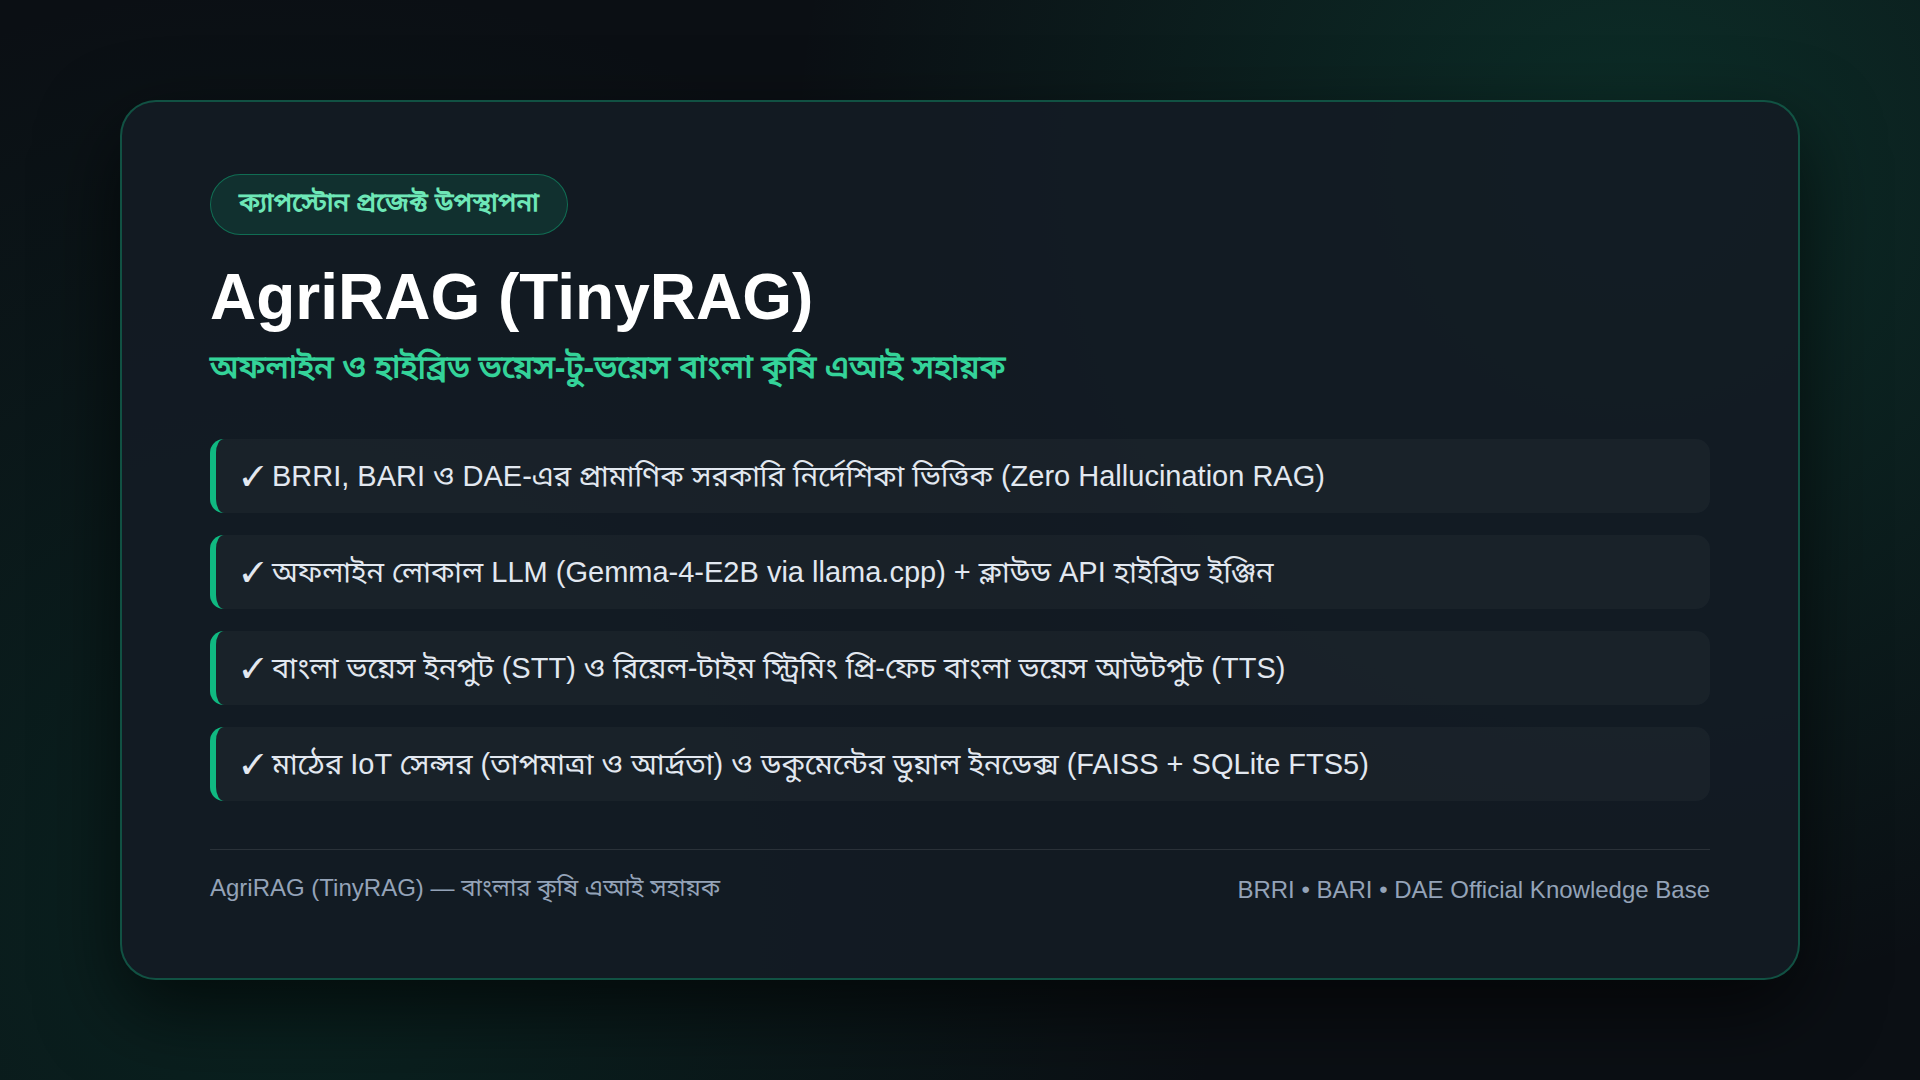 ক্যাপস্টোন প্রজেক্ট উপস্থাপনা
AgriRAG (TinyRAG)
অফলাইন ও হাইব্রিড ভয়েস-টু-ভয়েস বাংলা কৃষি এআই সহায়ক
✓ BRRI, BARI ও DAE-এর প্রামাণিক সরকারি নির্দেশিকা ভিত্তিক (Zero Hallucination RAG)
✓ অফলাইন লোকাল LLM (Gemma-4-E2B via llama.cpp) + ক্লাউড API হাইব্রিড ইঞ্জিন
✓ বাংলা ভয়েস ইনপুট (STT) ও রিয়েল-টাইম স্ট্রিমিং প্রি-ফেচ বাংলা ভয়েস আউটপুট (TTS)
✓ মাঠের IoT সেন্সর (তাপমাত্রা ও আর্দ্রতা) ও ডকুমেন্টের ডুয়াল ইনডেক্স (FAISS + SQLite FTS5)
AgriRAG (TinyRAG) — বাংলার কৃষি এআই সহায়ক
BRRI • BARI • DAE Official Knowledge Base